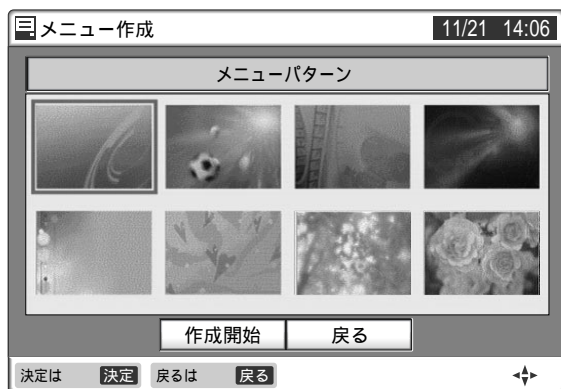 メニュー作成 11/21 14:06
メニューパターン
作成開始 戻る
決定は 決定 戻るは 戻る